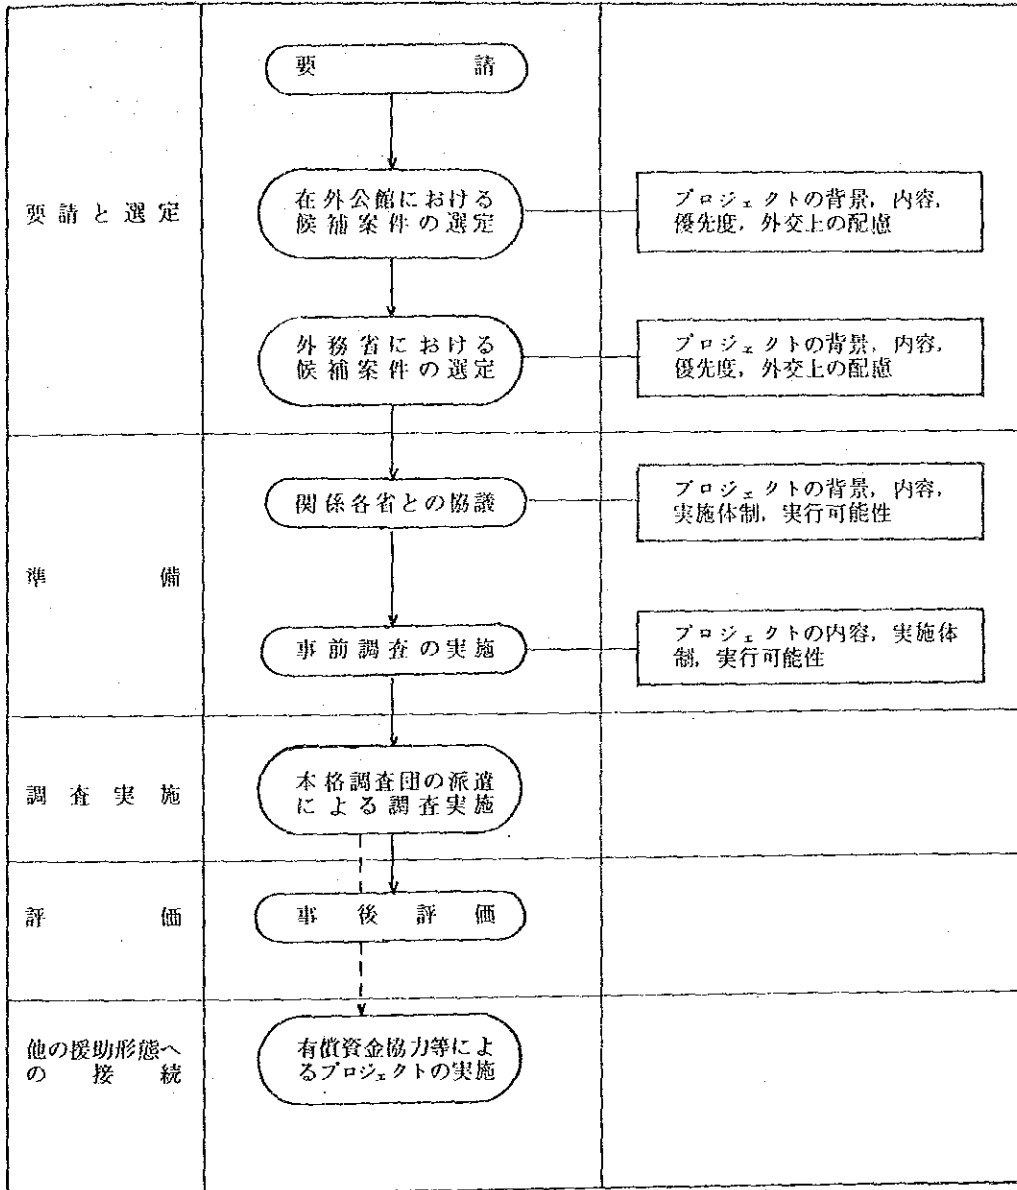 要請
要請と選定
在外公館における
候補案件の選定
プロジェクトの背景，内容，
優先度，外交上の配慮
外務省における
候補案件の選定
プロジェクトの背景，内容，
優先度，外交上の配慮
準備
関係各省との協議
プロジェクトの背景，内容，
実施体制，実行可能性
事前調査の実施
プロジェクトの内容，実施体
制，実行可能性
調査実施
本格調査団の派遣
による調査実施
評価
事後評価
他の援助形態へ
の接続
有償資金協力等によ
るプロジェクトの実施